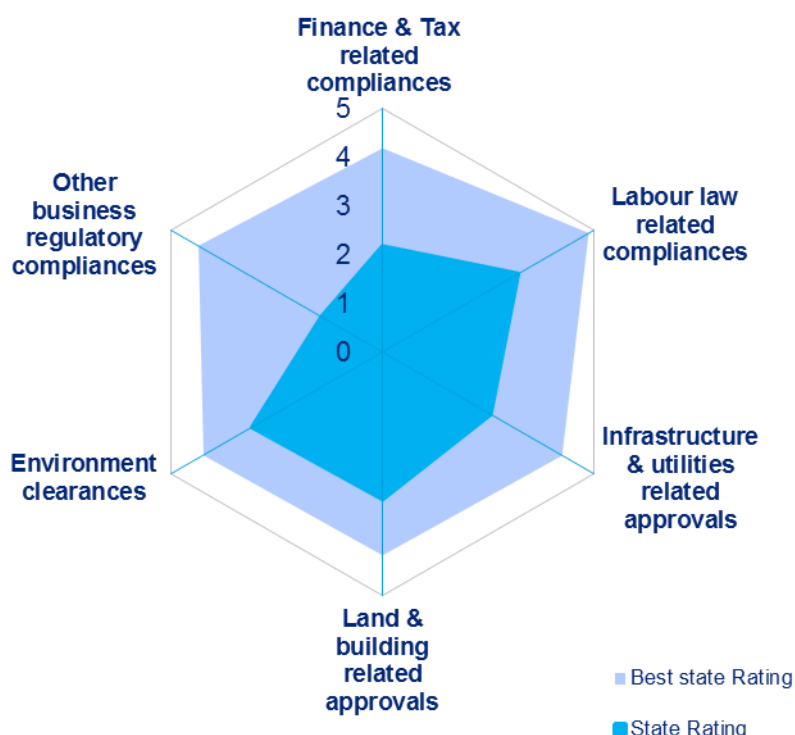 Finance & Tax
related
compliances
5
4
3
2
1
0
Labour law
related
compliances
Infrastructure
& utilities
related
approvals
Land &
building
related
approvals
Environment
clearances
Other
business
regulatory
compliances
Best state Rating
State Rating